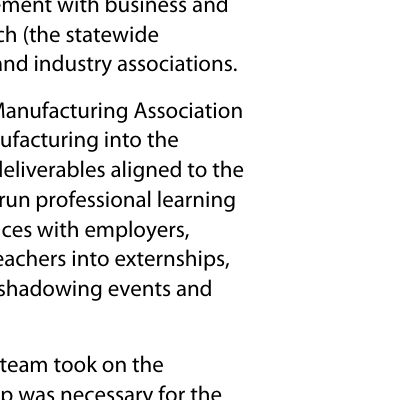 ement with business and
ch (the statewide
and industry associations.
Manufacturing Association
ufacturing into the
deliverables aligned to the
run professional learning
ces with employers,
eachers into externships,
shadowing events and
team took on the
p was necessary for the